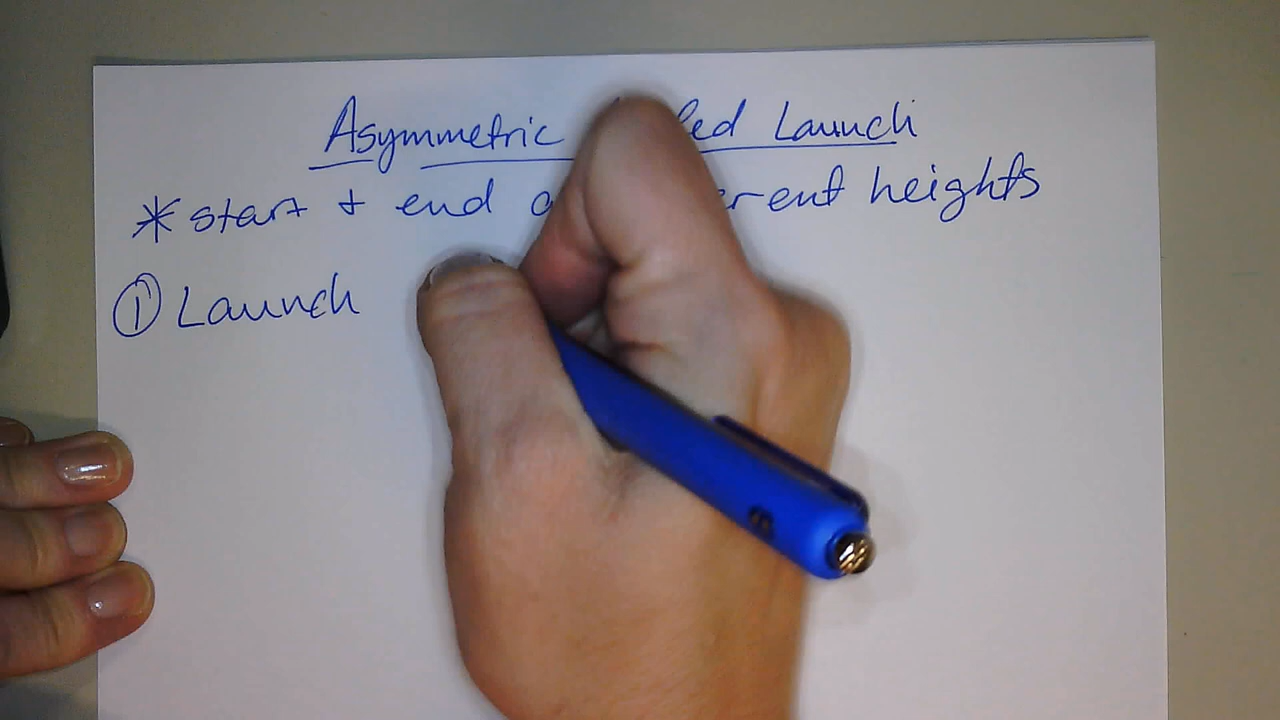 Asymmetric Launch
* start + end heights
① Launch